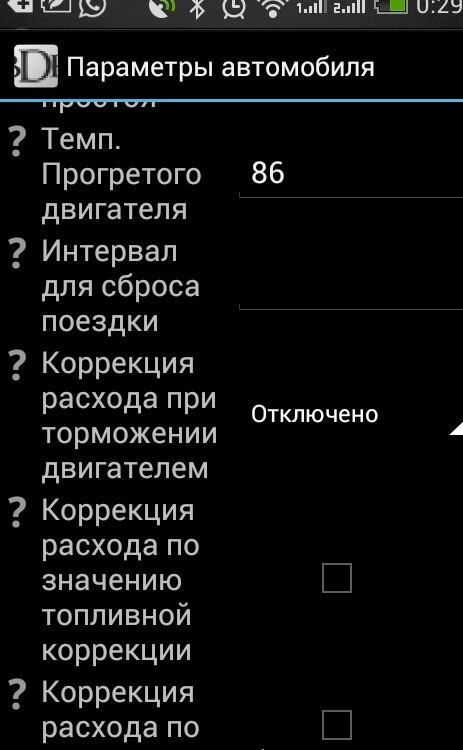 0:29
Параметры автомобиля
простоя
Темп.
Прогретого
двигателя
86
Интервал
для сброса
поездки
Коррекция
расхода при
торможении
двигателем
Отключено
Коррекция
расхода по
значению
топливной
коррекции
Коррекция
расхода по